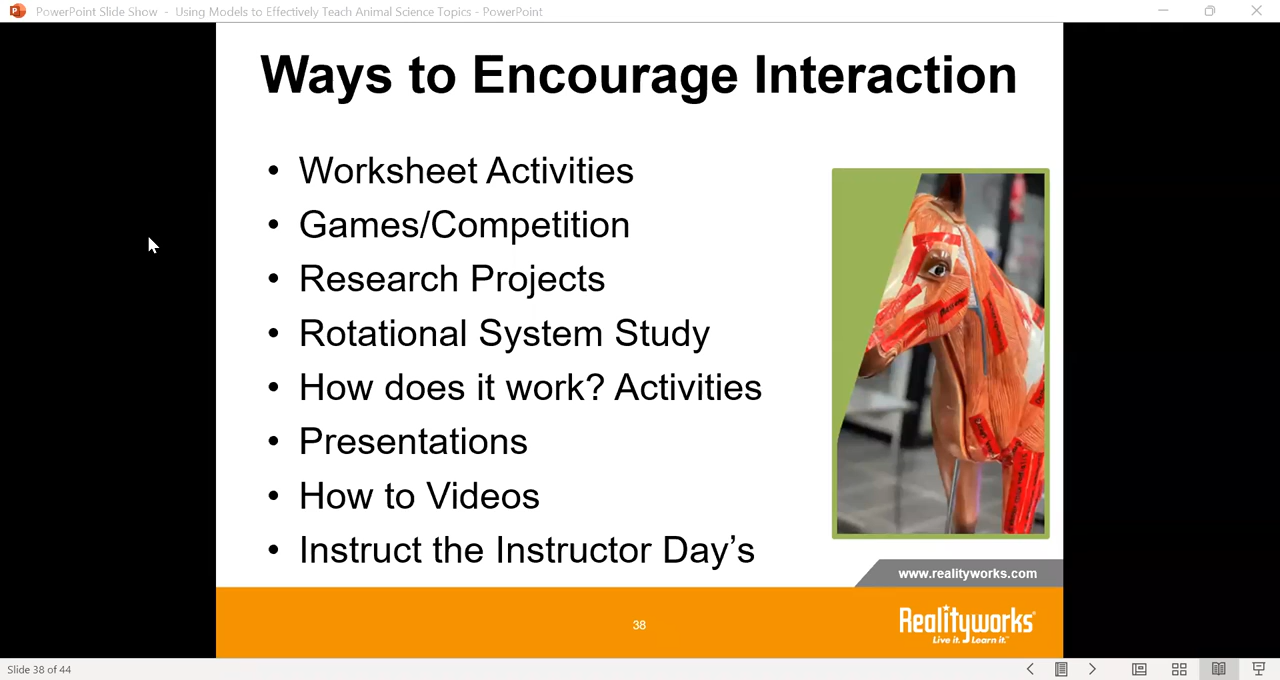 PowerPoint Slide Show - Using Models to Effectively Teach Animal Science Topics - PowerPoint
Ways to Encourage Interaction
• Worksheet Activities
• Games/Competition
• Research Projects
• Rotational System Study
• How does it work? Activities
• Presentations
• How to Videos
• Instruct the Instructor Day’s
www.realityworks.com
38
Realityworks®
Live it. Learn it.™
Slide 38 of 44